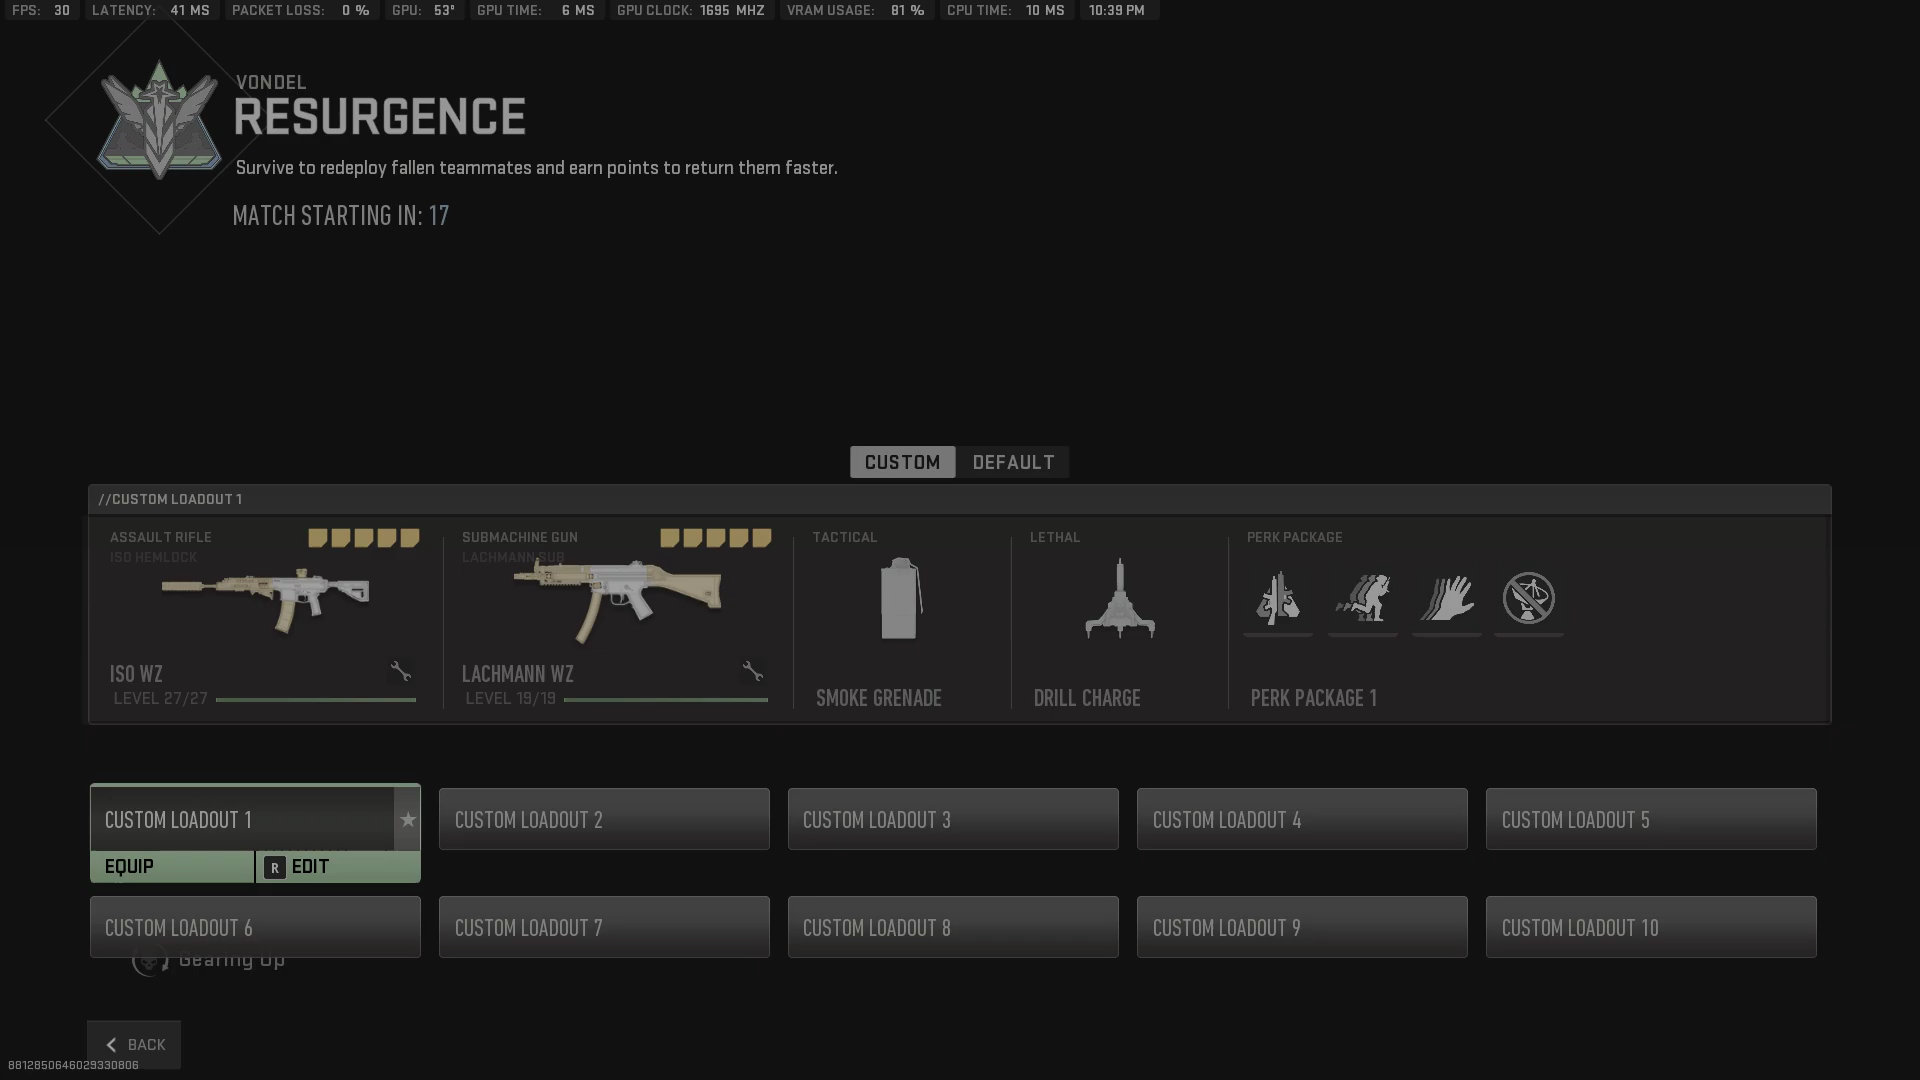 FPS: 30 LATENCY: 41 MS PACKET LOSS: 0 % GPU: 53° GPU TIME: 6 MS GPU CLOCK: 1695 MHZ VRAM USAGE: 81 % CPU TIME: 10 MS 10:39 PM
VONDEL
RESURGENCE
Survive to redeploy fallen teammates and earn points to return them faster.
MATCH STARTING IN: 17
CUSTOM DEFAULT
//CUSTOM LOADOUT 1
ASSAULT RIFLE SUBMACHINE GUN TACTICAL LETHAL PERK PACKAGE
ISO HEMLOCK LACHMANN SUB
ISO WZ LACHMANN WZ
LEVEL 27/27 LEVEL 19/19 SMOKE GRENADE DRILL CHARGE PERK PACKAGE 1
CUSTOM LOADOUT 1 CUSTOM LOADOUT 2 CUSTOM LOADOUT 3 CUSTOM LOADOUT 4 CUSTOM LOADOUT 5
EQUIP R EDIT
CUSTOM LOADOUT 6 CUSTOM LOADOUT 7 CUSTOM LOADOUT 8 CUSTOM LOADOUT 9 CUSTOM LOADOUT 10
Gearing Up
BACK
8812850646029330806